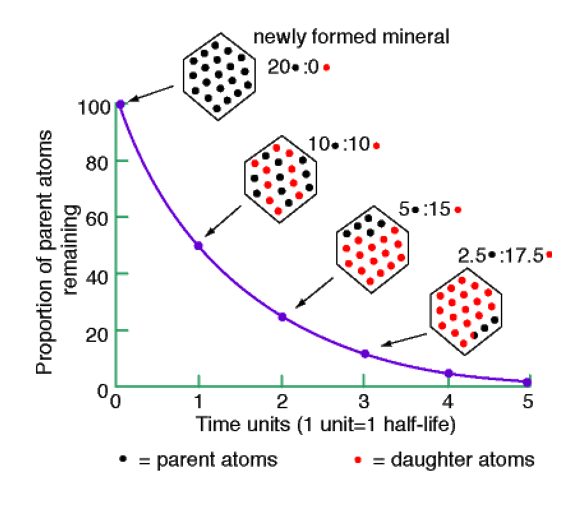 newly formed mineral
20•:0•
10•:10•
5•:15•
2.5•:17.5•
100
80
60
40
20
0
Proportion of parent atoms
remaining
0 1 2 3 4 5
Time units (1 unit=1 half-life)
• = parent atoms • = daughter atoms